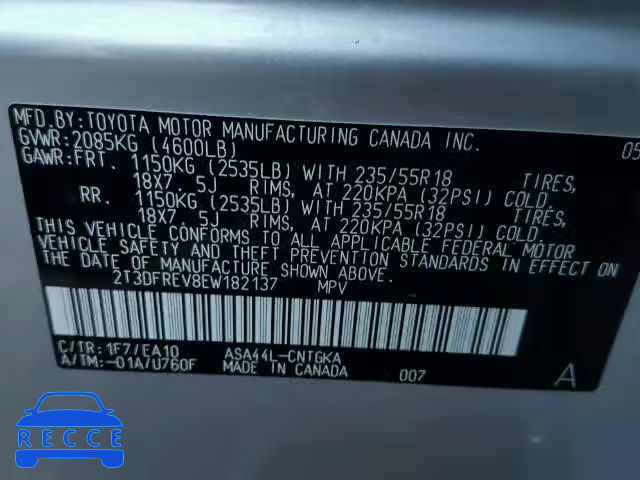 MFD.BY:TOYOTA MOTOR MANUFACTURING CANADA INC. 05
GVWR:2085KG (4600LB)
GAWR:FRT. 1150KG (2535LB) WITH 235/55R18 TIRES,
18X7. 5J RIMS, AT 220KPA (32PSI) COLD.
RR. 1150KG (2535LB) WITH 235/55R18 TIRES,
18X7. 5J RIMS, AT 220KPA (32PSI) COLD.
THIS VEHICLE CONFORMS TO ALL APPLICABLE FEDERAL MOTOR
VEHICLE SAFETY AND THEFT PREVENTION STANDARDS IN EFFECT ON
THE DATE OF MANUFACTURE SHOWN ABOVE.
2T3DFREV8EW182137 MPV
C/TR:1F7/EA10 ASA44L-CNTGKA
A/TM:-01A/U760F MADE IN CANADA 007 A